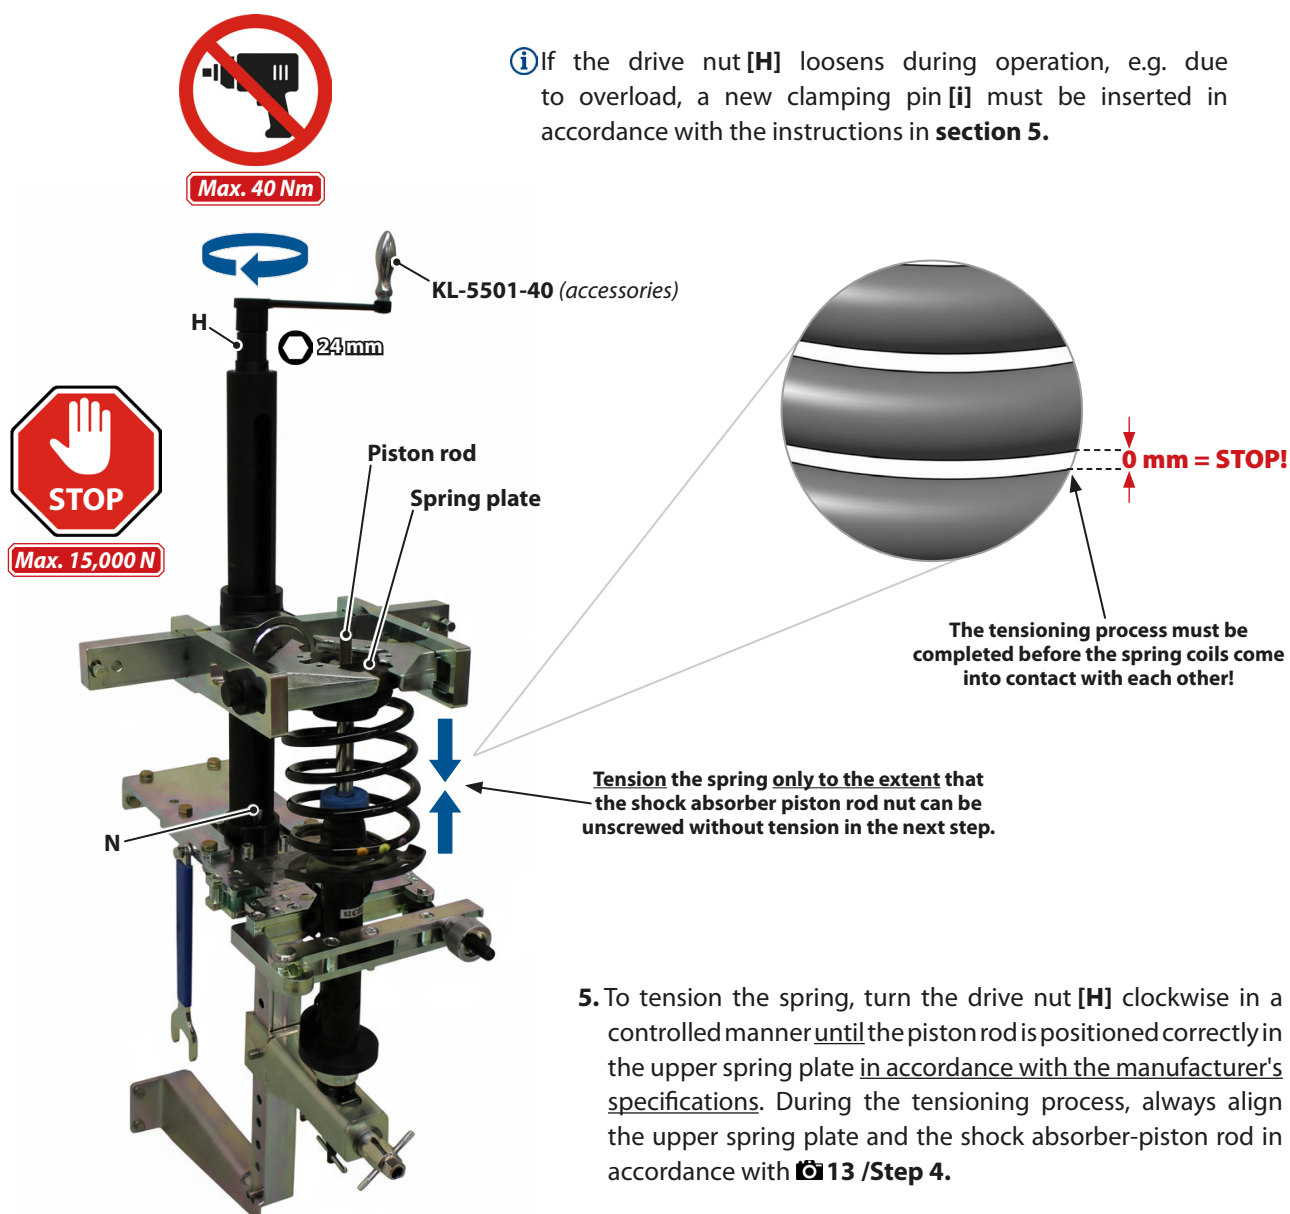 If the drive nut [H] loosens during operation, e.g. due
to overload, a new clamping pin [i] must be inserted in
accordance with the instructions in section 5.
Max. 40 Nm
KL-5501-40 (accessories)
H
24 mm
STOP
Max. 15,000 N
Piston rod
Spring plate
0 mm = STOP!
The tensioning process must be
completed before the spring coils come
into contact with each other!
Tension the spring only to the extent that
the shock absorber piston rod nut can be
unscrewed without tension in the next step.
N
5. To tension the spring, turn the drive nut [H] clockwise in a
controlled manner until the piston rod is positioned correctly in
the upper spring plate in accordance with the manufacturer's
specifications. During the tensioning process, always align
the upper spring plate and the shock absorber-piston rod in
accordance with 13 /Step 4.